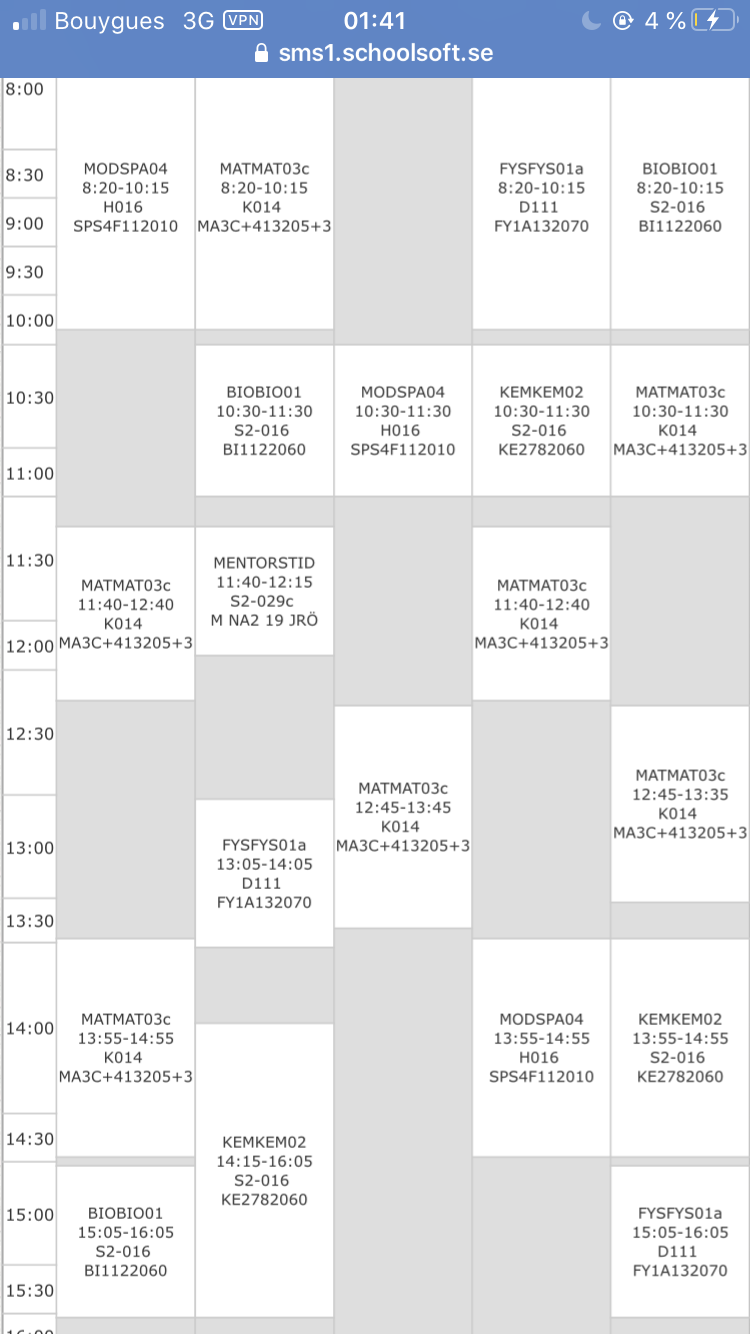 Bouygues 3G VPN 01:41 4 %
sms1.schoolsoft.se
8:00
8:30
9:00
9:30
10:00
10:30
11:00
11:30
12:00
12:30
13:00
13:30
14:00
14:30
15:00
15:30
16:00
MODSPA04
8:20-10:15
H016
SPS4F112010
MATMAT03c
11:40-12:40
K014
MA3C+413205+3
MATMAT03c
13:55-14:55
K014
MA3C+413205+3
BIOBIO01
15:05-16:05
S2-016
BI1122060
MATMAT03c
8:20-10:15
K014
MA3C+413205+3
BIOBIO01
10:30-11:30
S2-016
BI1122060
MENTORSTID
11:40-12:15
S2-029c
M NA2 19 JRÖ
FYSFYS01a
13:05-14:05
D111
FY1A132070
KEMKEM02
14:15-16:05
S2-016
KE2782060
MODSPA04
10:30-11:30
H016
SPS4F112010
MATMAT03c
12:45-13:45
K014
MA3C+413205+3
FYSFYS01a
8:20-10:15
D111
FY1A132070
KEMKEM02
10:30-11:30
S2-016
KE2782060
MATMAT03c
11:40-12:40
K014
MA3C+413205+3
MODSPA04
13:55-14:55
H016
SPS4F112010
BIOBIO01
8:20-10:15
S2-016
BI1122060
MATMAT03c
10:30-11:30
K014
MA3C+413205+3
MATMAT03c
12:45-13:35
K014
MA3C+413205+3
KEMKEM02
13:55-14:55
S2-016
KE2782060
FYSFYS01a
15:05-16:05
D111
FY1A132070